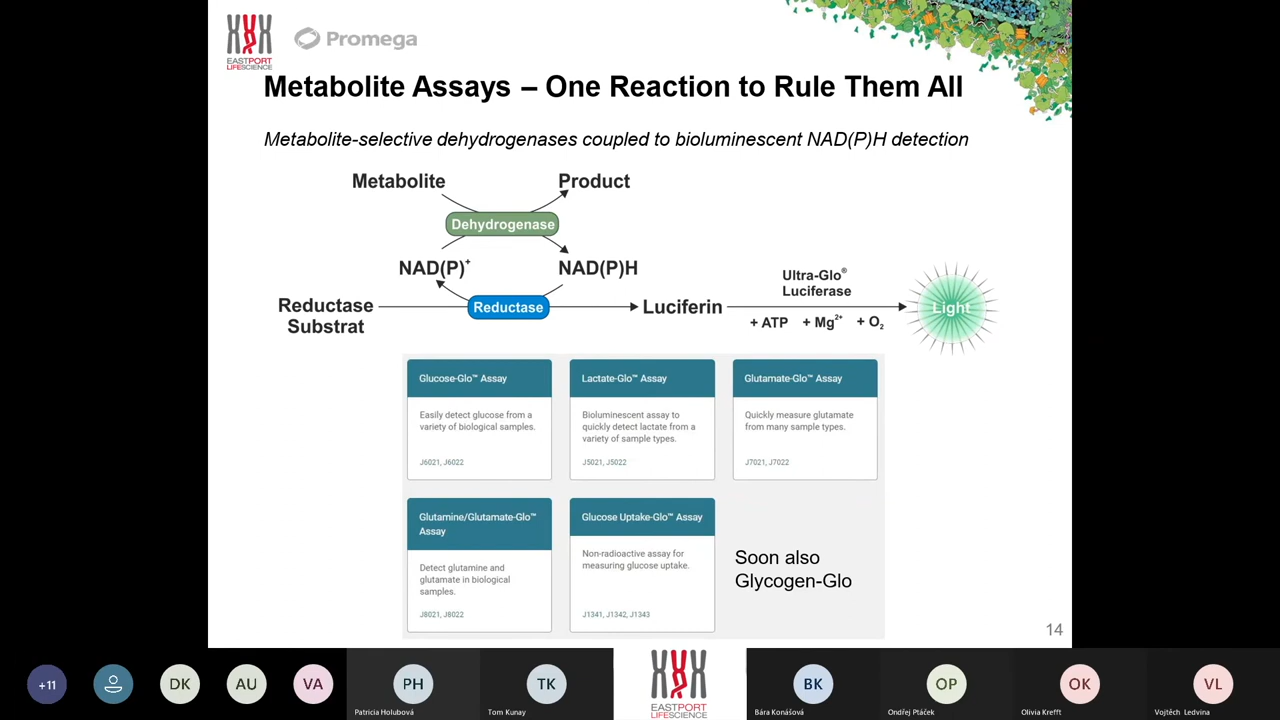 EASTPORT
LIFESCIENCE
Promega
Metabolite Assays – One Reaction to Rule Them All
Metabolite-selective dehydrogenases coupled to bioluminescent NAD(P)H detection
Metabolite
Product
Dehydrogenase
NAD(P)⁺
NAD(P)H
Reductase
Substrat
Reductase
Luciferin
Ultra-Glo®
Luciferase
+ ATP + Mg²⁺ + O₂
Light
Glucose-Glo™ Assay
Easily detect glucose from a
variety of biological samples.
J6021, J6022
Lactate-Glo™ Assay
Bioluminescent assay to
quickly detect lactate from a
variety of sample types.
J5021, J5022
Glutamate-Glo™ Assay
Quickly measure glutamate
from many sample types.
J7021, J7022
Glutamine/Glutamate-Glo™
Assay
Detect glutamine and
glutamate in biological
samples.
J8021, J8022
Glucose Uptake-Glo™ Assay
Non-radioactive assay for
measuring glucose uptake.
J1341, J1342, J1343
Soon also
Glycogen-Glo
14
+11
DK
AU
VA
PH
Patricia Holubová
TK
Tom Kunay
EASTPORT
LIFESCIENCE
BK
Bára Konášová
OP
Ondřej Ptáček
OK
Olivia Krefft
VL
Vojtěch Ledvina